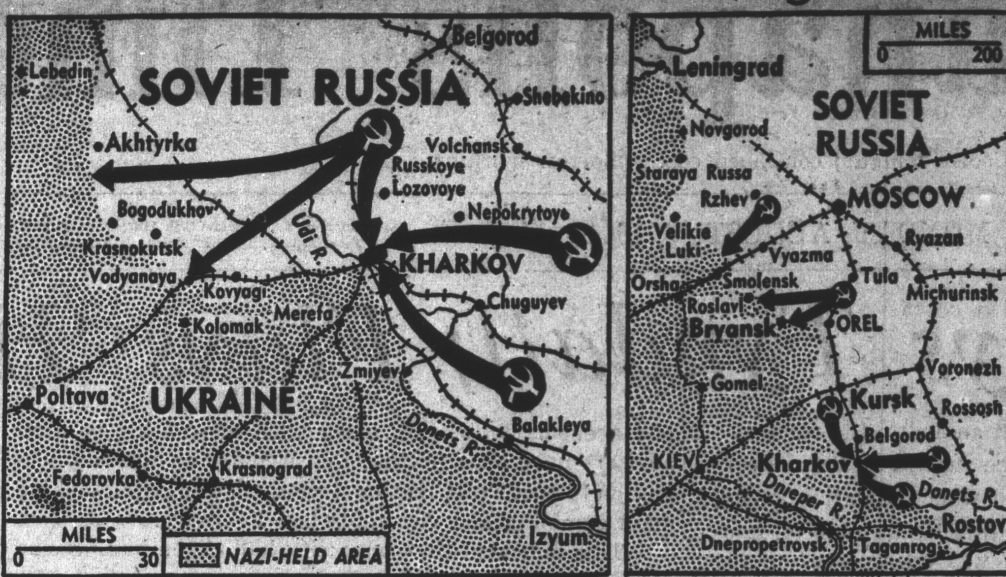 Belgorod
Lebedin
SOVIET RUSSIA
Shebekino
Akhtyrka
Volchansk
Russkoye
Lozovoye
Bogodukhov
Nepokrytoye
Udi R.
Krasnokutsk
KHARKOV
Vodyanaya
Kovyagi
Chuguyev
Merefa
Kolomak
Zmiyev
Poltava
UKRAINE
Balakleya
Donets R.
Fedorovka
Krasnograd
Izyum
MILES
0 30
NAZI-HELD AREA
MILES
0 200
Leningrad
SOVIET
RUSSIA
Novgorod
Staraya Russa
Rzhev
MOSCOW
Velikie
Luki
Ryazan
Vyazma
Orsha
Smolensk
Tula
Michurinsk
Roslavl
Bryansk
OREL
Voronezh
Gomel
Kursk
Rossosh
Belgorod
KIEV
Kharkov
Donets R.
Dnieper R.
Rostov
Dnepropetrovsk
Taganrog